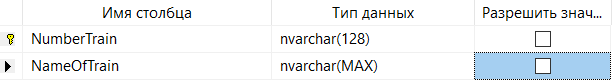 Имя столбца Тип данных Разрешить знач...
NumberTrain nvarchar(128)
NameOfTrain nvarchar(MAX)